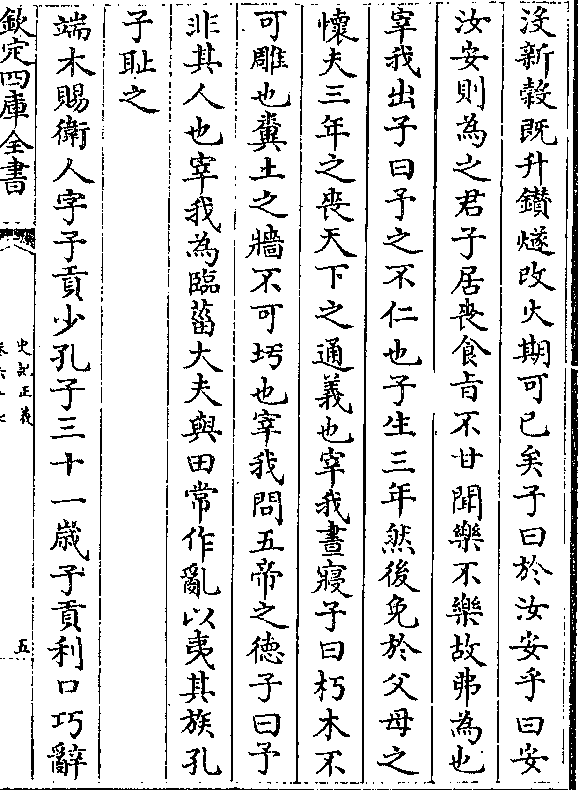 没新穀既升鑚燧改火期可已矣子曰於汝安乎曰安
汝安則為之君子居喪食㫖不甘聞樂不樂故弗為也
宰我出子曰予之不仁也子生三年然後免於父母之
懷夫三年之喪天下之通義也宰我晝寢子曰朽木不
可雕也糞土之牆不可圬也宰我問五帝之徳子曰予
非其人也宰我為臨菑大夫與田常作亂以夷其族孔
子恥之
端木賜衛人字子貢少孔子三十一歲子貢利口巧辭
欽定四庫全書
史記正義
五